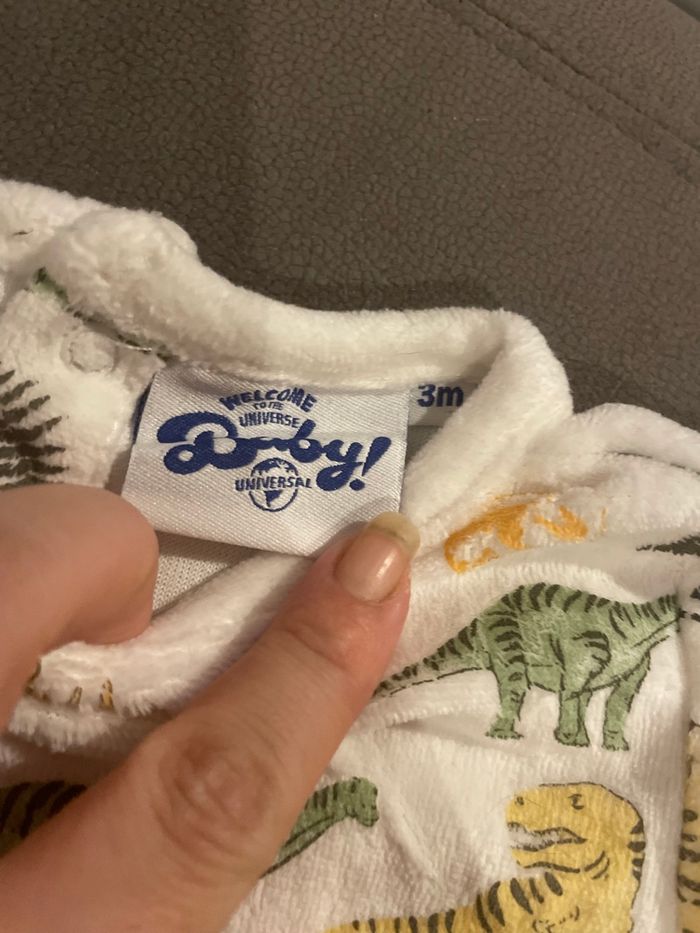 WELCOME
TO THE
UNIVERSE
Baby!
UNIVERSAL
3m